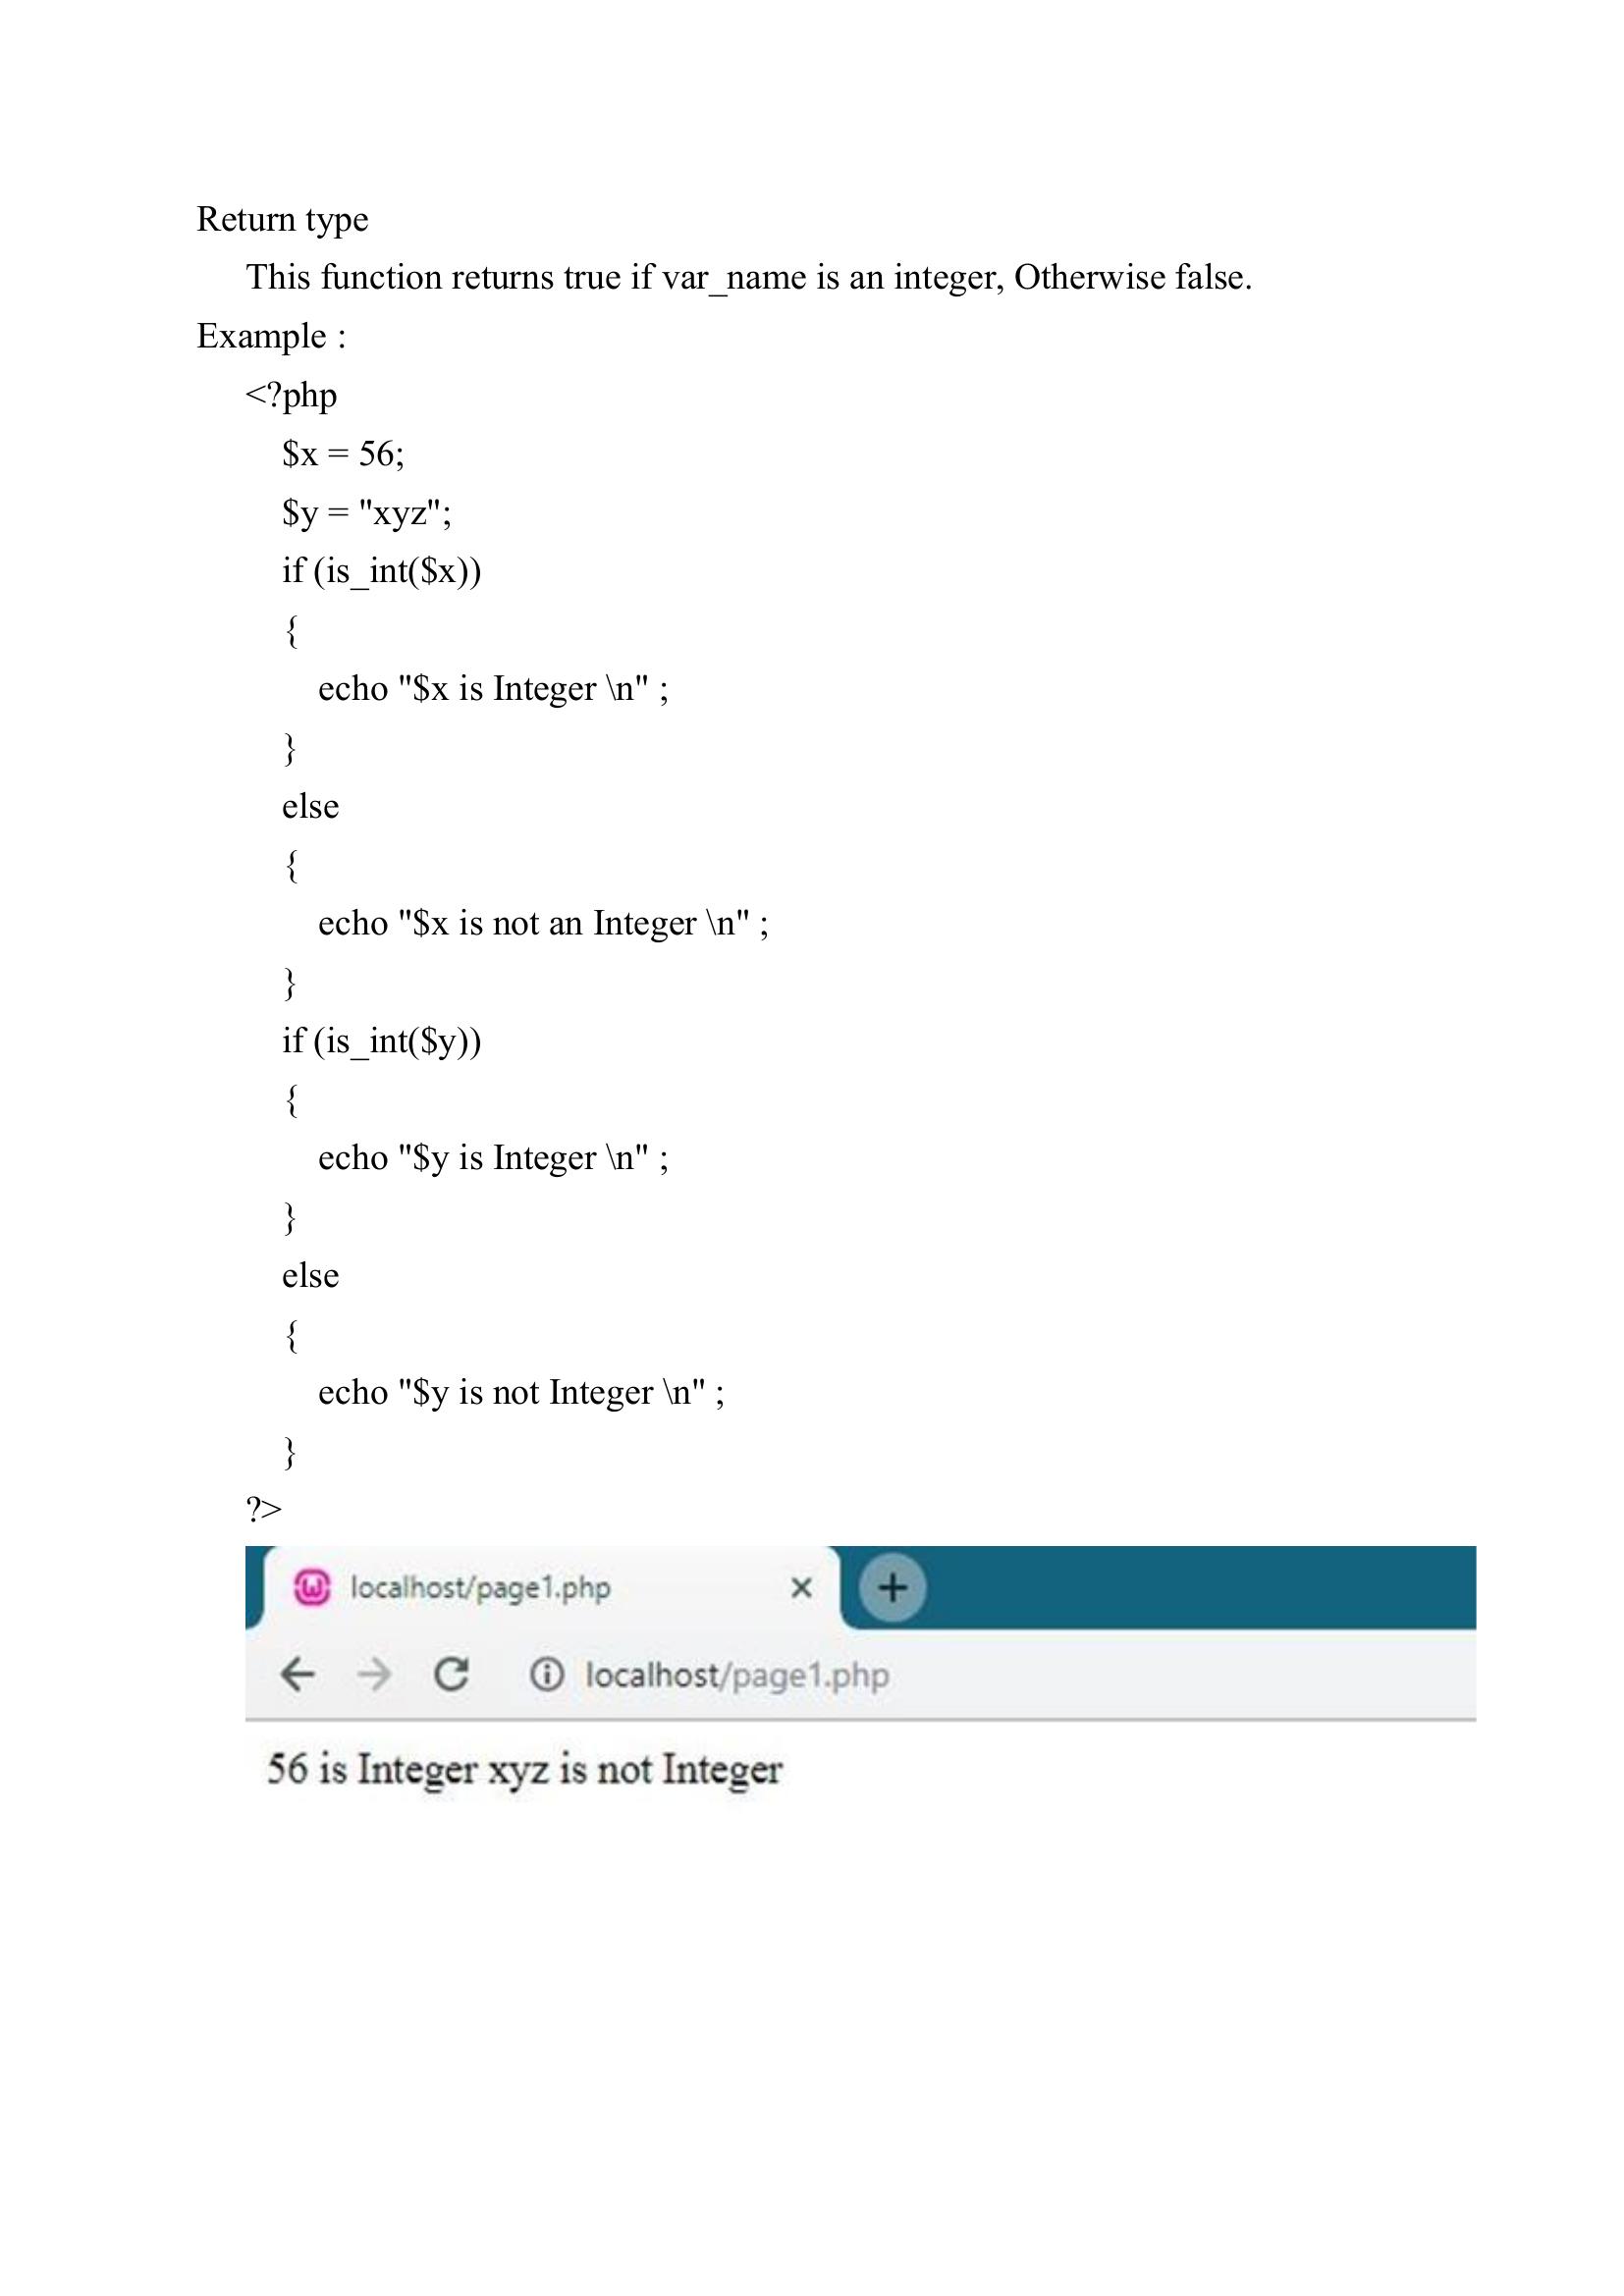 Return type
This function returns true if var_name is an integer, Otherwise false.
Example :
<?php
$x = 56;
$y = "xyz";
if (is_int($x))
{
echo "$x is Integer \n" ;
}
else
{
echo "$x is not an Integer \n" ;
}
if (is_int($y))
{
echo "$y is Integer \n" ;
}
else
{
echo "$y is not Integer \n" ;
}
?>
localhost/page1.php
localhost/page1.php
56 is Integer xyz is not Integer